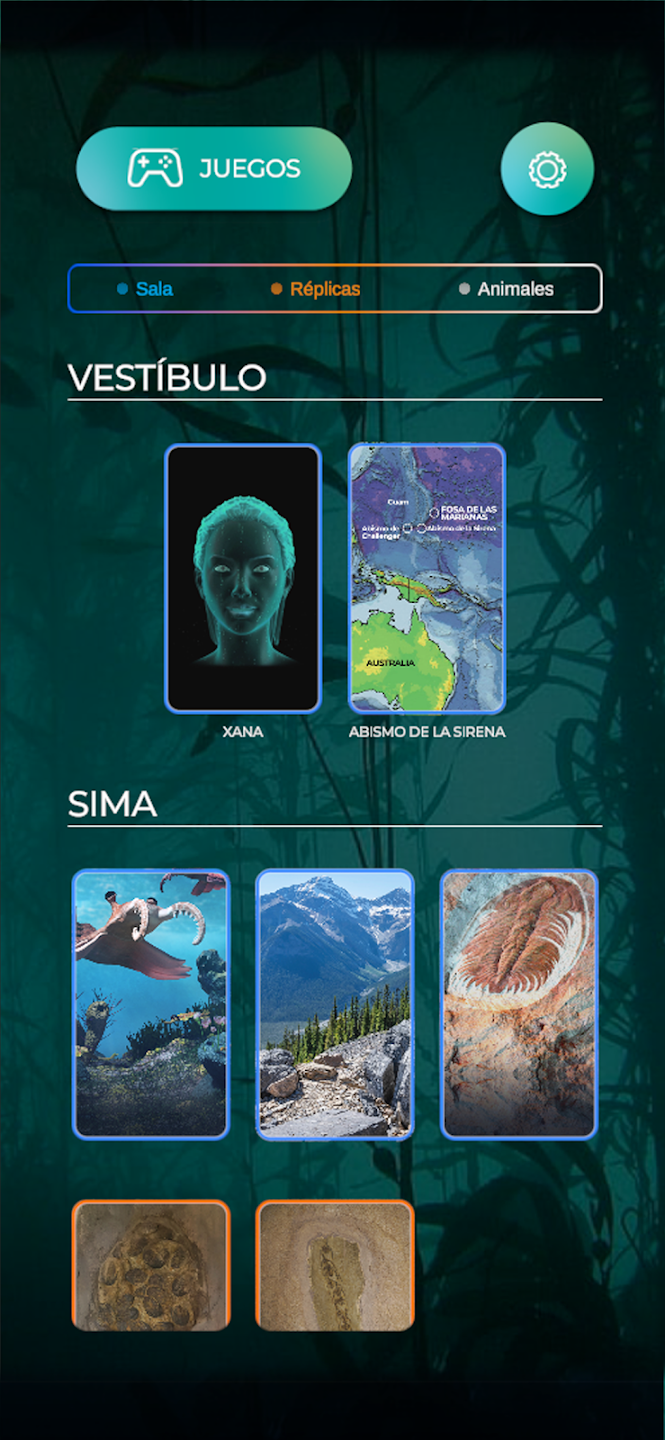 JUEGOS
Sala
Réplicas
Animales
VESTÍBULO
Guam
FOSA DE LAS
MARIANAS
Abismo de
Challenger
Abismo de la Sirena
AUSTRALIA
XANA
ABISMO DE LA SIRENA
SIMA